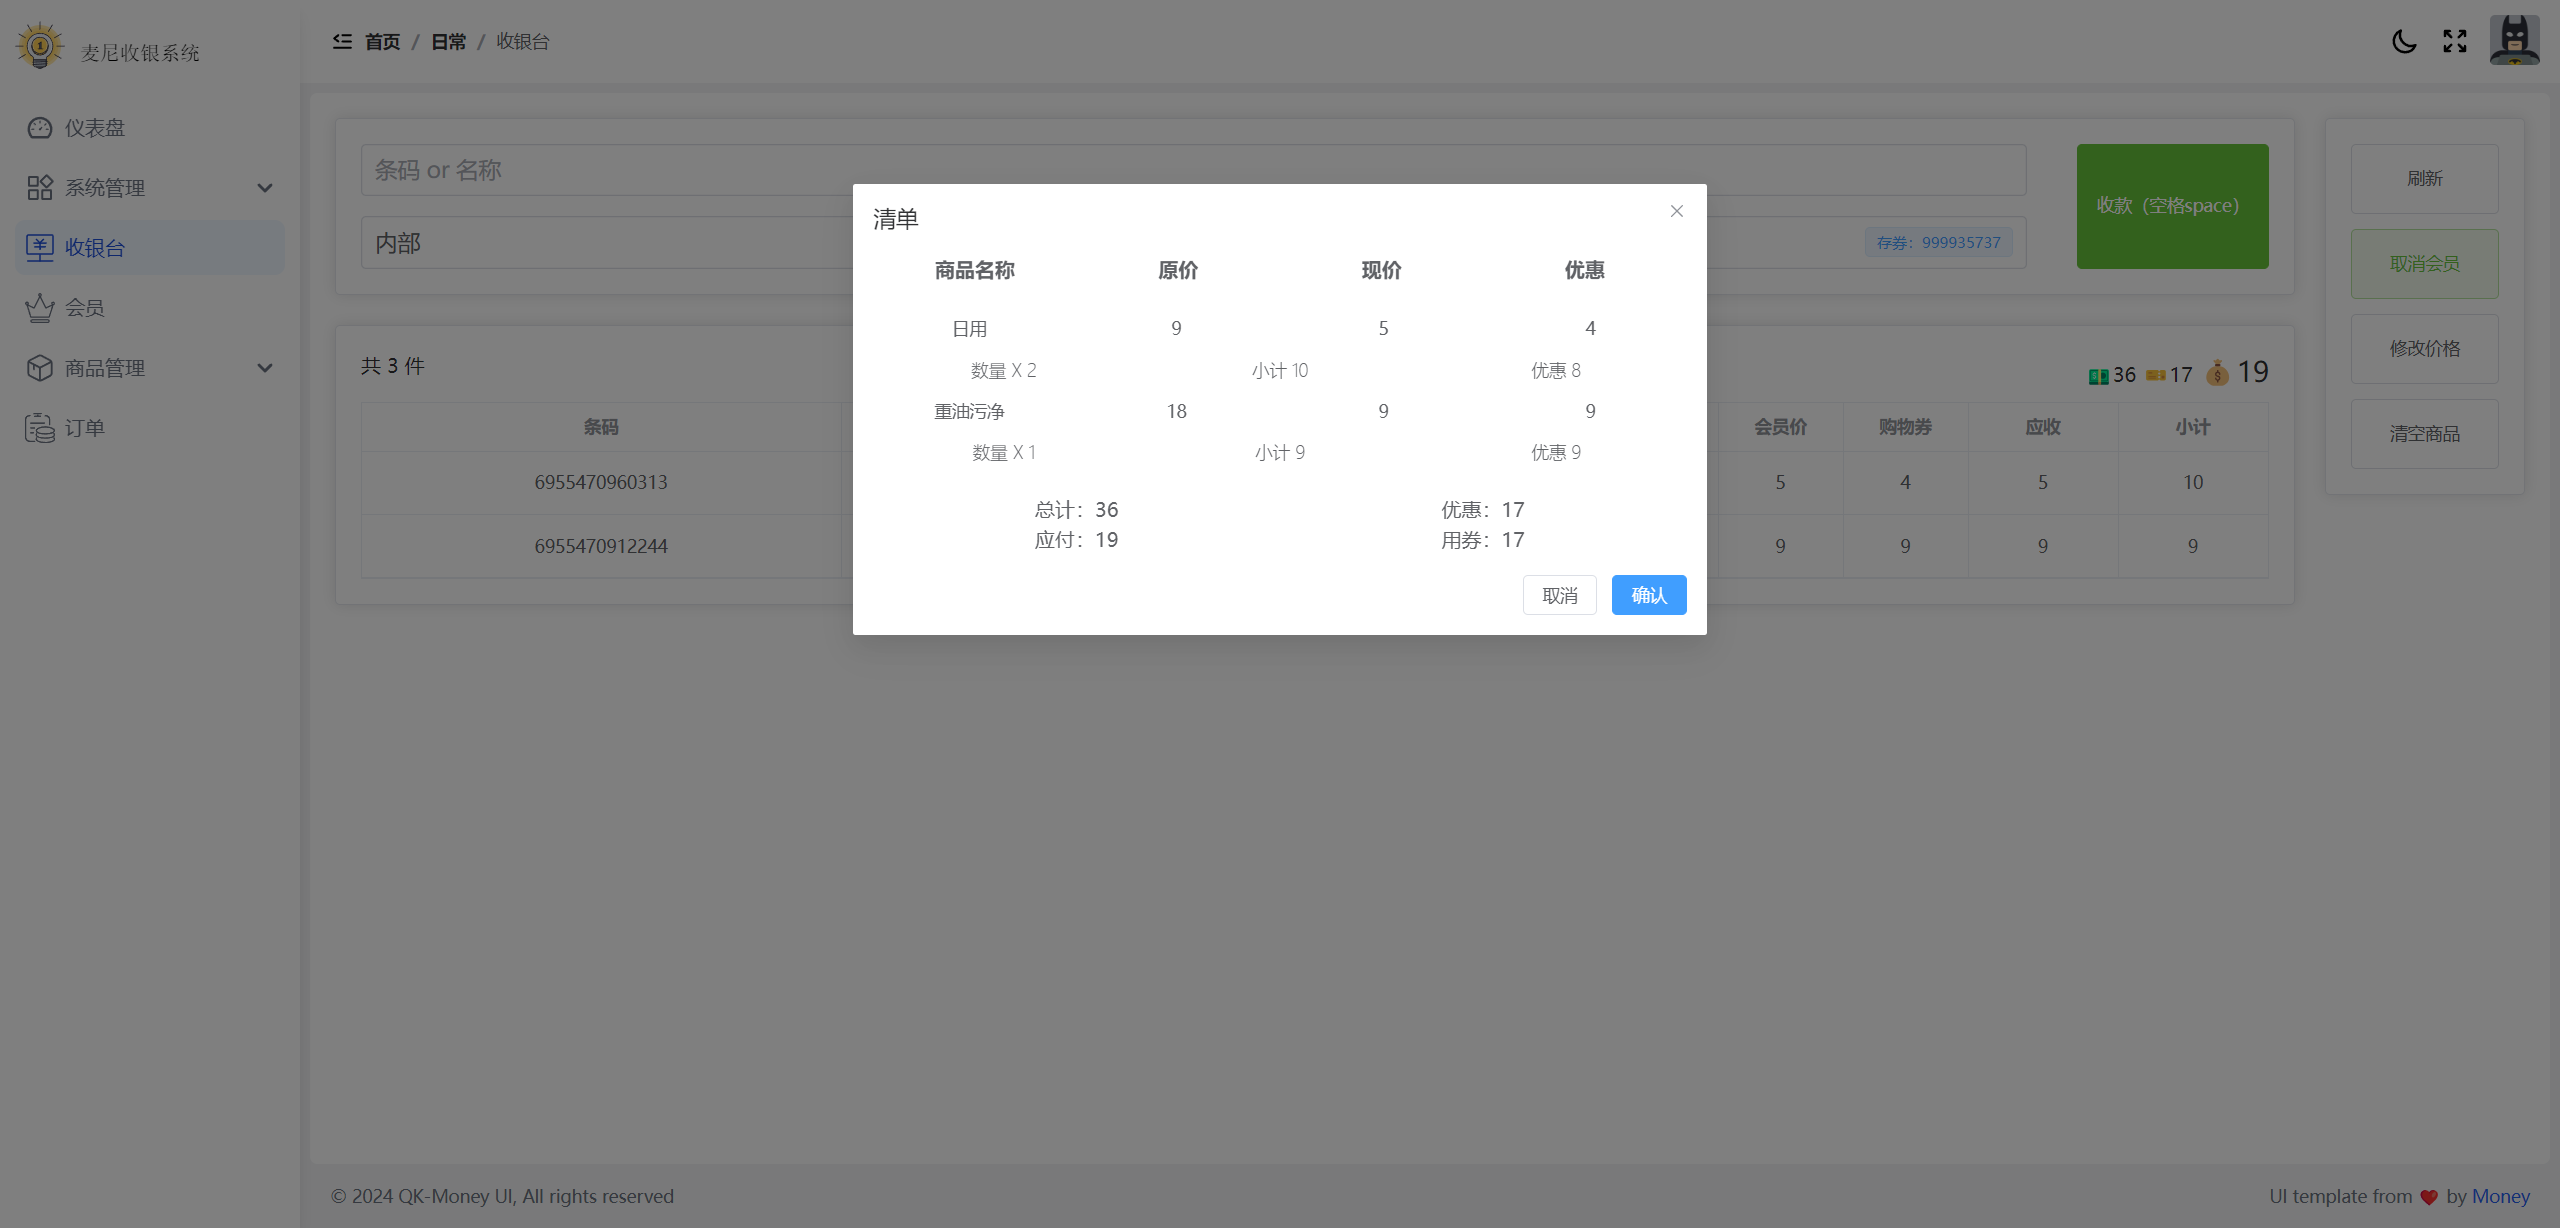 麦尼收银系统
首页 / 日常 / 收银台
仪表盘
系统管理
收银台
会员
商品管理
订单
条码 or 名称
内部
存券：999935737
收款（空格space）
刷新
取消会员
修改价格
清空商品
共 3 件
36 17 19
条码 会员价 购物券 应收 小计
6955470960313 5 4 5 10
6955470912244 9 9 9 9
清单
商品名称 原价 现价 优惠
日用 9 5 4
数量 X 2 小计 10 优惠 8
重油污净 18 9 9
数量 X 1 小计 9 优惠 9
总计：36 优惠：17
应付：19 用券：17
取消 确认
© 2024 QK-Money UI, All rights reserved
UI template from ❤️ by Money